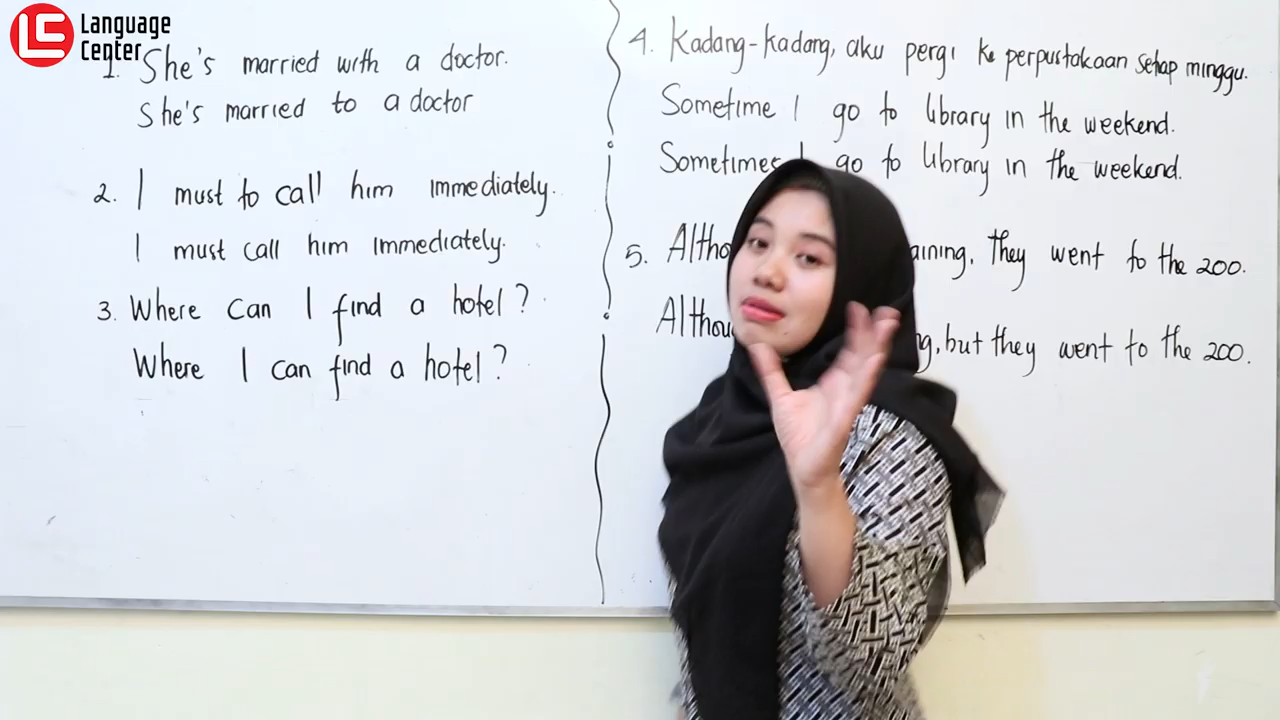 LC Language
Center
1. She's married with a doctor.
She's married to a doctor
2. I must to call him immediately.
I must call him immediately.
3. Where can I find a hotel?
Where I can find a hotel?
4. Kadang-kadang, aku pergi ke perpustakaan setiap minggu.
Sometime I go to library in the weekend.
Sometimes I go to library in the weekend.
5. Altho aining, they went to the zoo.
Althou g, but they went to the zoo.